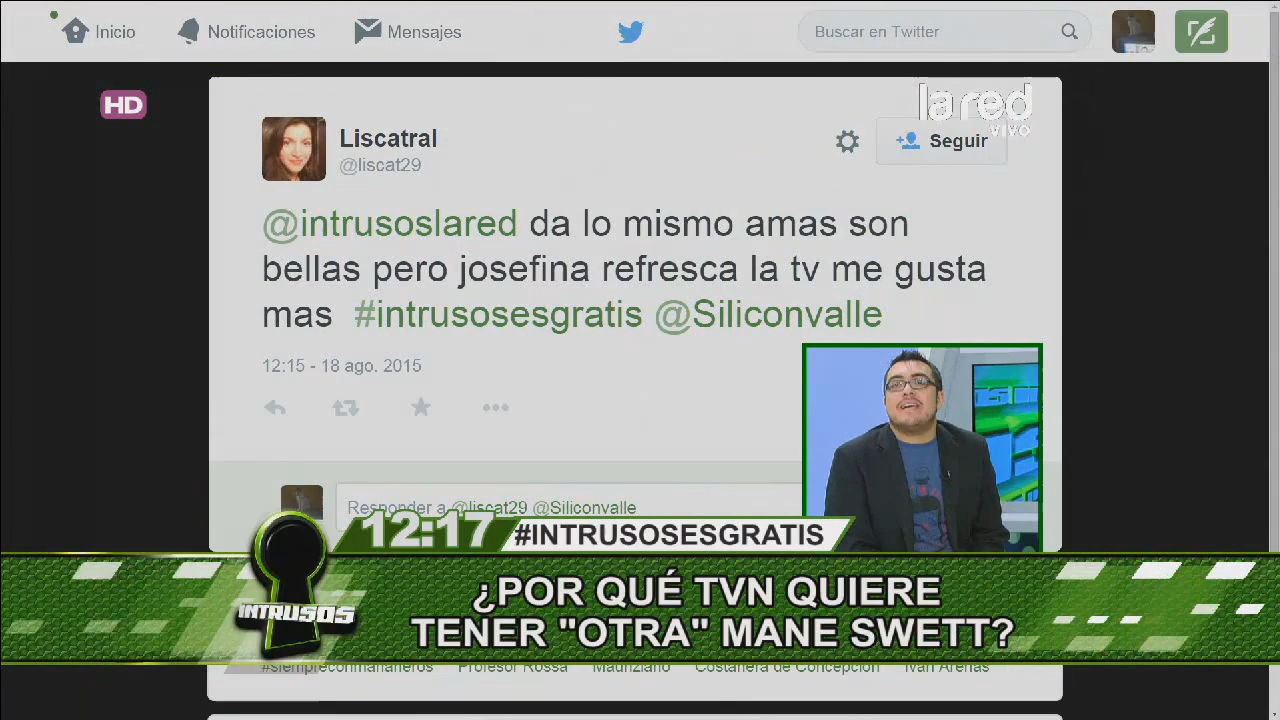 Inicio
Notificaciones
Mensajes
Buscar en Twitter
HD
la red
VIVO
Liscatral
@liscat29
Seguir
@intrusoslared da lo mismo amas son
bellas pero josefina refresca la tv me gusta
mas #intrusosesgratis @Siliconvalle
12:15 - 18 ago. 2015
Responder a @liscat29 @Siliconvalle
12:17
#INTRUSOSESGRATIS
INTRUSOS
¿POR QUÉ TVN QUIERE
TENER "OTRA" MANE SWETT?
#siempreconmañaneros Profesor Rossa Mauriziano Costanera de Concepción Iván Arenas